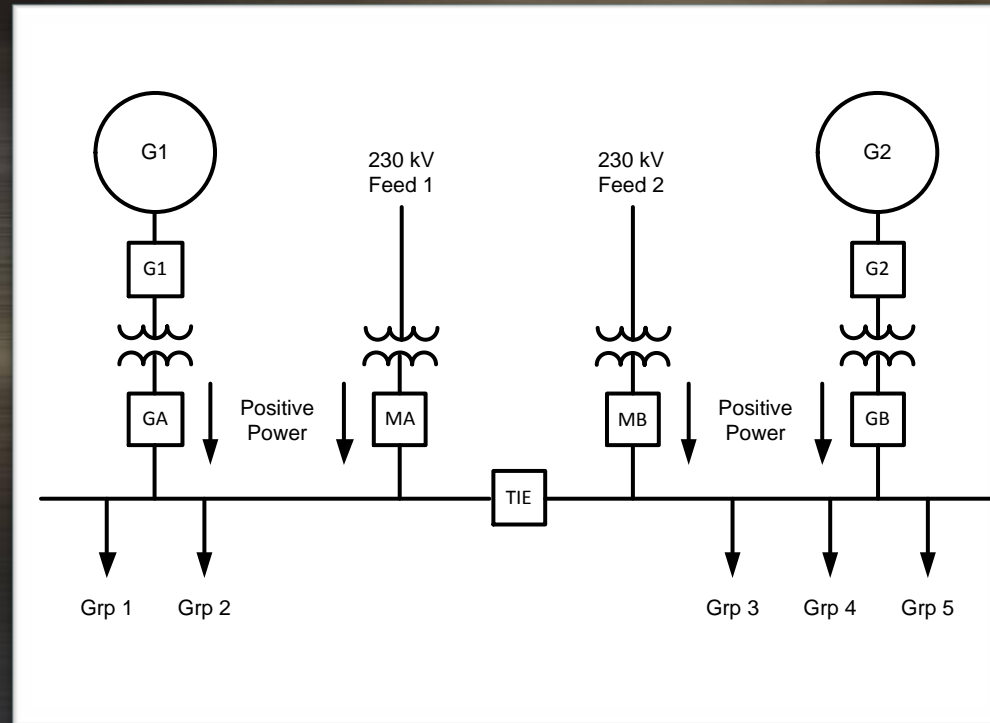 G1
230 kV
Feed 1
230 kV
Feed 2
G2
G1
G2
GA
Positive
Power
MA
MB
Positive
Power
GB
TIE
Grp 1
Grp 2
Grp 3
Grp 4
Grp 5